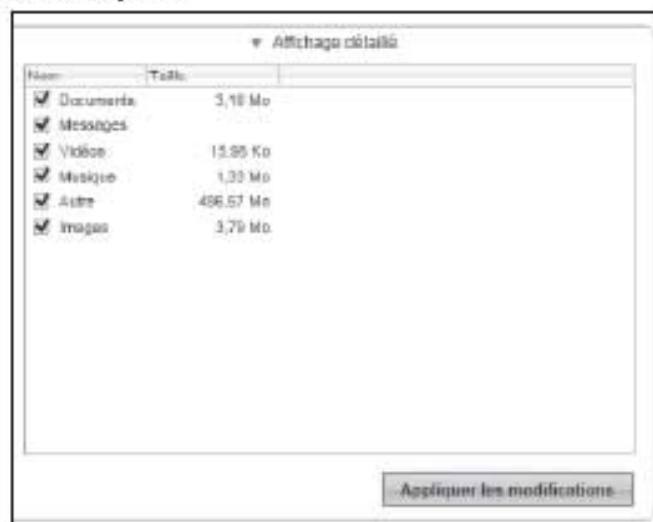 ▼ Affichage détaillé
Nom Taille
Documents 3,18 Mo
Messages
Vidéos 15.95 Ko
Musique 1,33 Mo
Autre 496.57 Mo
Images 3,79 Mo
Appliquer les modifications